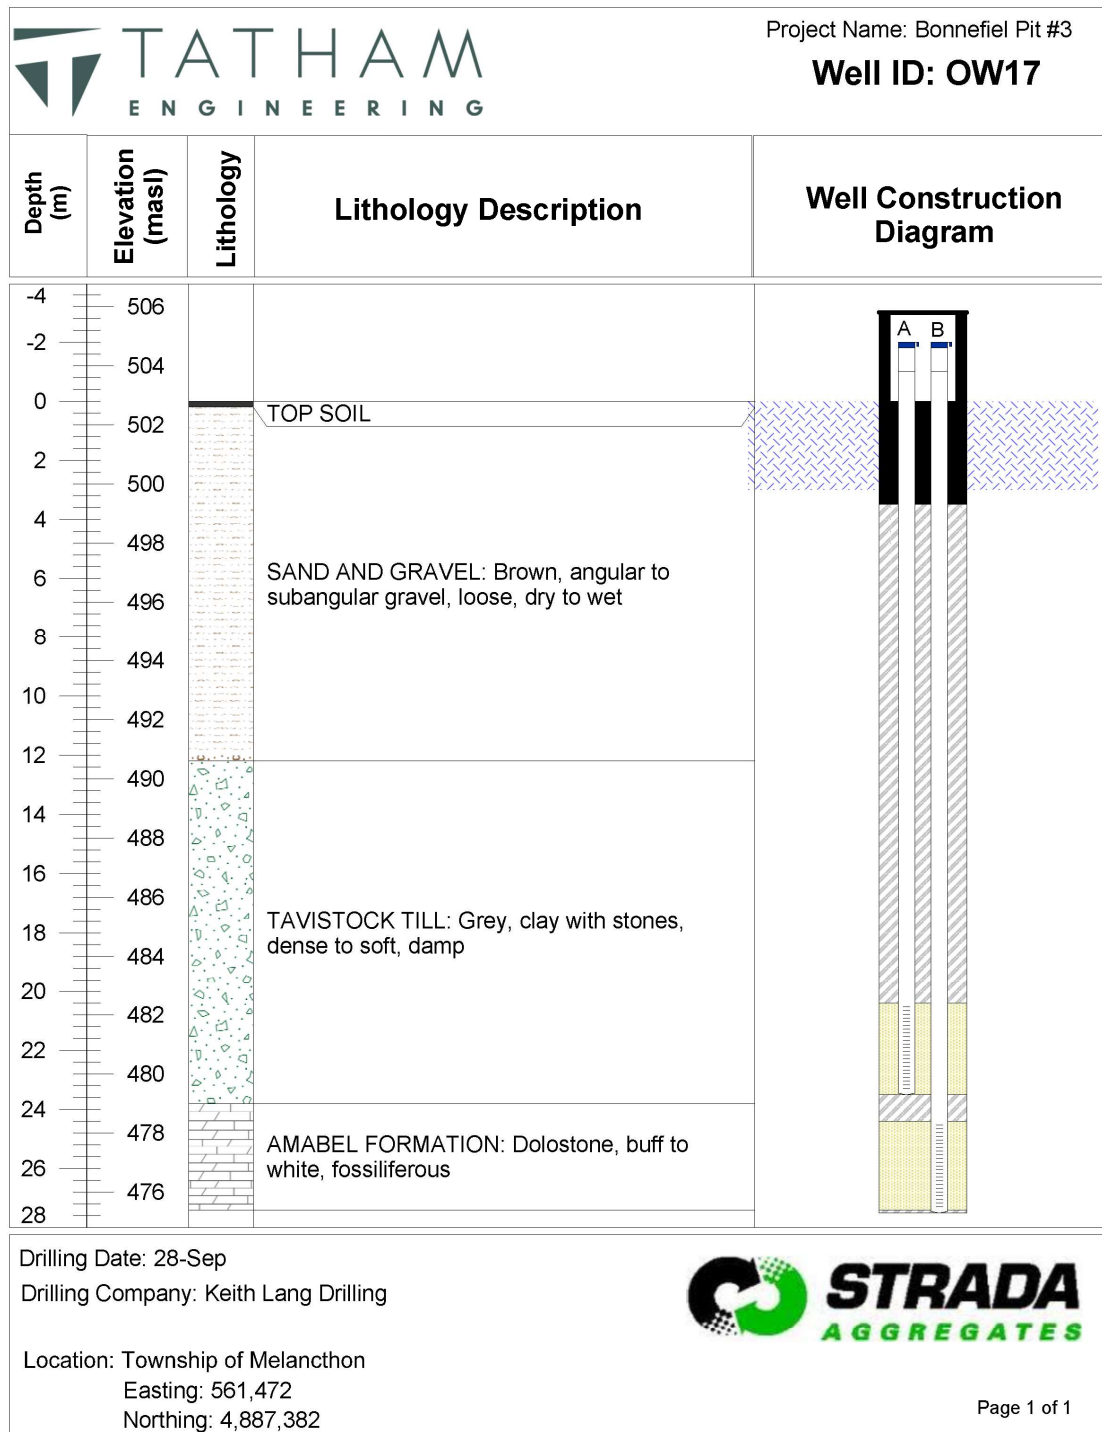 TATHAM
ENGINEERING
Project Name: Bonnefiel Pit #3
Well ID: OW17
Depth
(m)
Elevation
(masl)
Lithology
Lithology Description
Well Construction
Diagram
-4
506
-2
504
0
502
2
500
4
498
6
496
8
494
10
492
12
490
14
488
16
486
18
484
20
482
22
480
24
478
26
476
28
TOP SOIL
SAND AND GRAVEL: Brown, angular to
subangular gravel, loose, dry to wet
TAVISTOCK TILL: Grey, clay with stones,
dense to soft, damp
AMABEL FORMATION: Dolostone, buff to
white, fossiliferous
A B
Drilling Date: 28-Sep
Drilling Company: Keith Lang Drilling
Location: Township of Melancthon
Easting: 561,472
Northing: 4,887,382
STRADA
AGGREGATES
Page 1 of 1